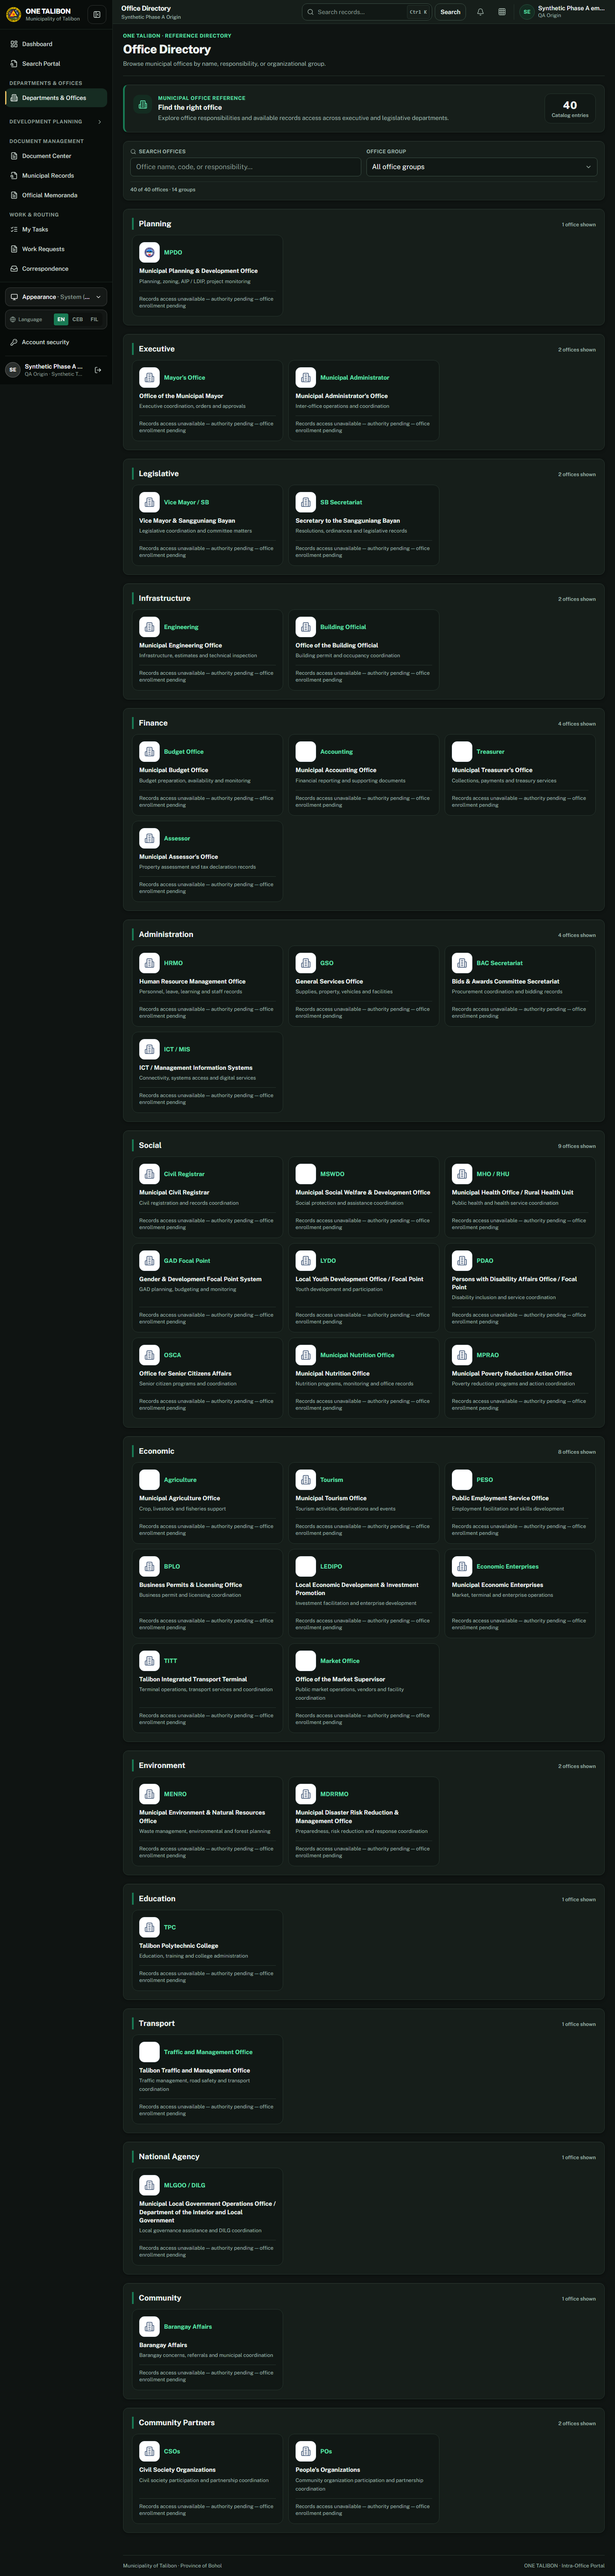 ONE TALIBON
Municipality of Talibon
Dashboard
Search Portal
DEPARTMENTS & OFFICES
Departments & Offices
DEVELOPMENT PLANNING
DOCUMENT MANAGEMENT
Document Center
Municipal Records
Official Memoranda
WORK & ROUTING
My Tasks
Work Requests
Correspondence
Appearance · System (...
Language
EN
CEB
FIL
Account security
SE
Synthetic Phase A ...
QA Origin · Synthetic T...
Office Directory
Synthetic Phase A Origin
Search records...
Ctrl K
Search
SE
Synthetic Phase A em...
QA Origin
ONE TALIBON · REFERENCE DIRECTORY
Office Directory
Browse municipal offices by name, responsibility, or organizational group.
MUNICIPAL OFFICE REFERENCE
Find the right office
Explore office responsibilities and available records access across executive and legislative departments.
40
Catalog entries
SEARCH OFFICES
Office name, code, or responsibility...
OFFICE GROUP
All office groups
40 of 40 offices · 14 groups
Planning
1 office shown
MPDO
Municipal Planning & Development Office
Planning, zoning, AIP / LDIP, project monitoring
Records access unavailable — authority pending — office
enrollment pending
Executive
2 offices shown
Mayor's Office
Office of the Municipal Mayor
Executive coordination, orders and approvals
Records access unavailable — authority pending — office
enrollment pending
Municipal Administrator
Municipal Administrator's Office
Inter-office operations and coordination
Records access unavailable — authority pending — office
enrollment pending
Legislative
2 offices shown
Vice Mayor / SB
Vice Mayor & Sangguniang Bayan
Legislative coordination and committee matters
Records access unavailable — authority pending — office
enrollment pending
SB Secretariat
Secretary to the Sangguniang Bayan
Resolutions, ordinances and legislative records
Records access unavailable — authority pending — office
enrollment pending
Infrastructure
2 offices shown
Engineering
Municipal Engineering Office
Infrastructure, estimates and technical inspection
Records access unavailable — authority pending — office
enrollment pending
Building Official
Office of the Building Official
Building permit and occupancy coordination
Records access unavailable — authority pending — office
enrollment pending
Finance
4 offices shown
Budget Office
Municipal Budget Office
Budget preparation, availability and monitoring
Records access unavailable — authority pending — office
enrollment pending
Accounting
Municipal Accounting Office
Financial reporting and supporting documents
Records access unavailable — authority pending — office
enrollment pending
Treasurer
Municipal Treasurer's Office
Collections, payments and treasury services
Records access unavailable — authority pending — office
enrollment pending
Assessor
Municipal Assessor's Office
Property assessment and tax declaration records
Records access unavailable — authority pending — office
enrollment pending
Administration
4 offices shown
HRMO
Human Resource Management Office
Personnel, leave, learning and staff records
Records access unavailable — authority pending — office
enrollment pending
GSO
General Services Office
Supplies, property, vehicles and facilities
Records access unavailable — authority pending — office
enrollment pending
BAC Secretariat
Bids & Awards Committee Secretariat
Procurement coordination and bidding records
Records access unavailable — authority pending — office
enrollment pending
ICT / MIS
ICT / Management Information Systems
Connectivity, systems access and digital services
Records access unavailable — authority pending — office
enrollment pending
Social
9 offices shown
Civil Registrar
Municipal Civil Registrar
Civil registration and records coordination
Records access unavailable — authority pending — office
enrollment pending
MSWDO
Municipal Social Welfare & Development Office
Social protection and assistance coordination
Records access unavailable — authority pending — office
enrollment pending
MHO / RHU
Municipal Health Office / Rural Health Unit
Public health and health service coordination
Records access unavailable — authority pending — office
enrollment pending
GAD Focal Point
Gender & Development Focal Point System
GAD planning, budgeting and monitoring
Records access unavailable — authority pending — office
enrollment pending
LYDO
Local Youth Development Office / Focal Point
Youth development and participation
Records access unavailable — authority pending — office
enrollment pending
PDAO
Persons with Disability Affairs Office / Focal
Point
Disability inclusion and service coordination
Records access unavailable — authority pending — office
enrollment pending
OSCA
Office for Senior Citizens Affairs
Senior citizen programs and coordination
Records access unavailable — authority pending — office
enrollment pending
Municipal Nutrition Office
Municipal Nutrition Office
Nutrition programs, monitoring and office records
Records access unavailable — authority pending — office
enrollment pending
MPRAO
Municipal Poverty Reduction Action Office
Poverty reduction programs and action coordination
Records access unavailable — authority pending — office
enrollment pending
Economic
8 offices shown
Agriculture
Municipal Agriculture Office
Crop, livestock and fisheries support
Records access unavailable — authority pending — office
enrollment pending
Tourism
Municipal Tourism Office
Tourism activities, destinations and events
Records access unavailable — authority pending — office
enrollment pending
PESO
Public Employment Service Office
Employment facilitation and skills development
Records access unavailable — authority pending — office
enrollment pending
BPLO
Business Permits & Licensing Office
Business permit and licensing coordination
Records access unavailable — authority pending — office
enrollment pending
LEDIPO
Local Economic Development & Investment
Promotion
Investment facilitation and enterprise development
Records access unavailable — authority pending — office
enrollment pending
Economic Enterprises
Municipal Economic Enterprises
Market, terminal and enterprise operations
Records access unavailable — authority pending — office
enrollment pending
TITT
Talibon Integrated Transport Terminal
Terminal operations, transport services and coordination
Records access unavailable — authority pending — office
enrollment pending
Market Office
Office of the Market Supervisor
Public market operations, vendors and facility
coordination
Records access unavailable — authority pending — office
enrollment pending
Environment
2 offices shown
MENRO
Municipal Environment & Natural Resources
Office
Waste management, environmental and forest planning
Records access unavailable — authority pending — office
enrollment pending
MDRRMO
Municipal Disaster Risk Reduction &
Management Office
Preparedness, risk reduction and response coordination
Records access unavailable — authority pending — office
enrollment pending
Education
1 office shown
TPC
Talibon Polytechnic College
Education, training and college administration
Records access unavailable — authority pending — office
enrollment pending
Transport
1 office shown
Traffic and Management Office
Talibon Traffic and Management Office
Traffic management, road safety and transport
coordination
Records access unavailable — authority pending — office
enrollment pending
National Agency
1 office shown
MLGOO / DILG
Municipal Local Government Operations Office /
Department of the Interior and Local
Government
Local governance assistance and DILG coordination
Records access unavailable — authority pending — office
enrollment pending
Community
1 office shown
Barangay Affairs
Barangay Affairs
Barangay concerns, referrals and municipal coordination
Records access unavailable — authority pending — office
enrollment pending
Community Partners
2 offices shown
CSOs
Civil Society Organizations
Civil society participation and partnership coordination
Records access unavailable — authority pending — office
enrollment pending
POs
People's Organizations
Community organization participation and partnership
coordination
Records access unavailable — authority pending — office
enrollment pending
Municipality of Talibon · Province of Bohol
ONE TALIBON · Intra-Office Portal